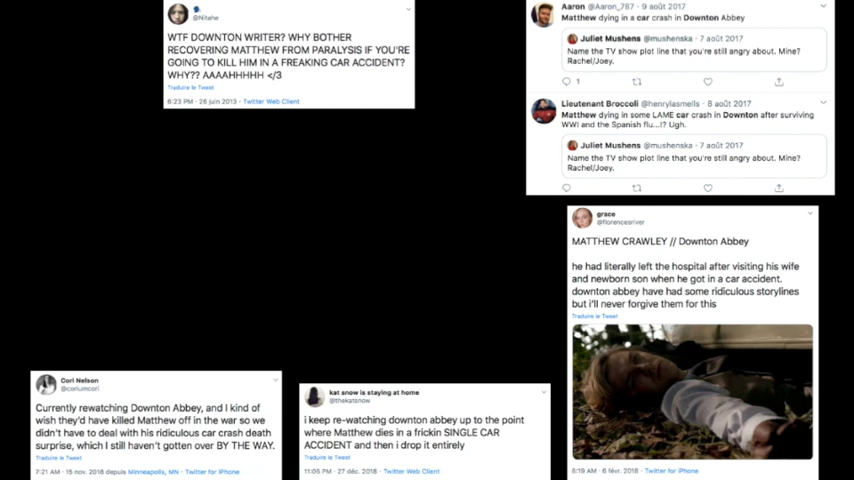 @Nitahe
WTF DOWNTON WRITER? WHY BOTHER
RECOVERING MATTHEW FROM PARALYSIS IF YOU'RE
GOING TO KILL HIM IN A FREAKING CAR ACCIDENT?
WHY?? AAAAHHHHH </3
Traduire le Tweet
6:23 PM · 26 juin 2013 · Twitter Web Client
Aaron @Aaron_787 · 9 août 2017
Matthew dying in a car crash in Downton Abbey
Juliet Mushens @mushenska · 7 août 2017
Name the TV show plot line that you're still angry about. Mine?
Rachel/Joey.
1
Lieutenant Broccoli @henrylasmells · 8 août 2017
Matthew dying in some LAME car crash in Downton after surviving
WWI and the Spanish flu...!? Ugh.
Juliet Mushens @mushenska · 7 août 2017
Name the TV show plot line that you're still angry about. Mine?
Rachel/Joey.
grace
@florencesriver
MATTHEW CRAWLEY // Downton Abbey
he had literally left the hospital after visiting his wife
and newborn son when he got in a car accident.
downton abbey have had some ridiculous storylines
but i'll never forgive them for this
Traduire le Tweet
8:19 AM · 6 févr. 2018 · Twitter for iPhone
Cori Nelson
@coriumcori
Currently rewatching Downton Abbey, and I kind of
wish they'd have killed Matthew off in the war so we
didn't have to deal with his ridiculous car crash death
surprise, which I still haven't gotten over BY THE WAY.
Traduire le Tweet
7:21 AM · 15 nov. 2018 depuis Minneapolis, MN · Twitter for iPhone
kat snow is staying at home
@thekatsnow
i keep re-watching downton abbey up to the point
where Matthew dies in a frickin SINGLE CAR
ACCIDENT and then i drop it entirely
Traduire le Tweet
11:05 PM · 27 déc. 2018 · Twitter Web Client